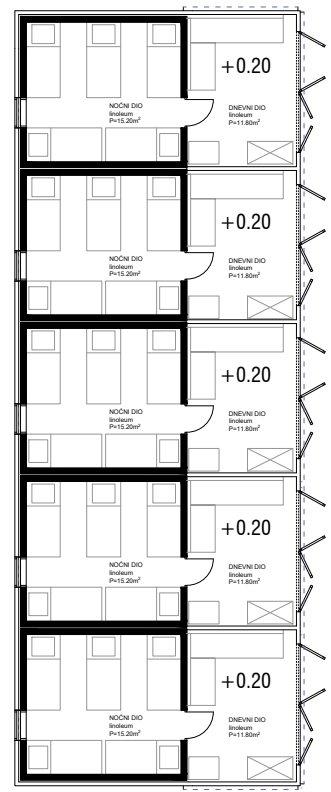 +0.20
NOĆNI DIO
linoleum
P=15.20m²
DNEVNI DIO
linoleum
P=11.80m²
+0.20
NOĆNI DIO
linoleum
P=15.20m²
DNEVNI DIO
linoleum
P=11.80m²
+0.20
NOĆNI DIO
linoleum
P=15.20m²
DNEVNI DIO
linoleum
P=11.80m²
+0.20
NOĆNI DIO
linoleum
P=15.20m²
DNEVNI DIO
linoleum
P=11.80m²
+0.20
NOĆNI DIO
linoleum
P=15.20m²
DNEVNI DIO
linoleum
P=11.80m²